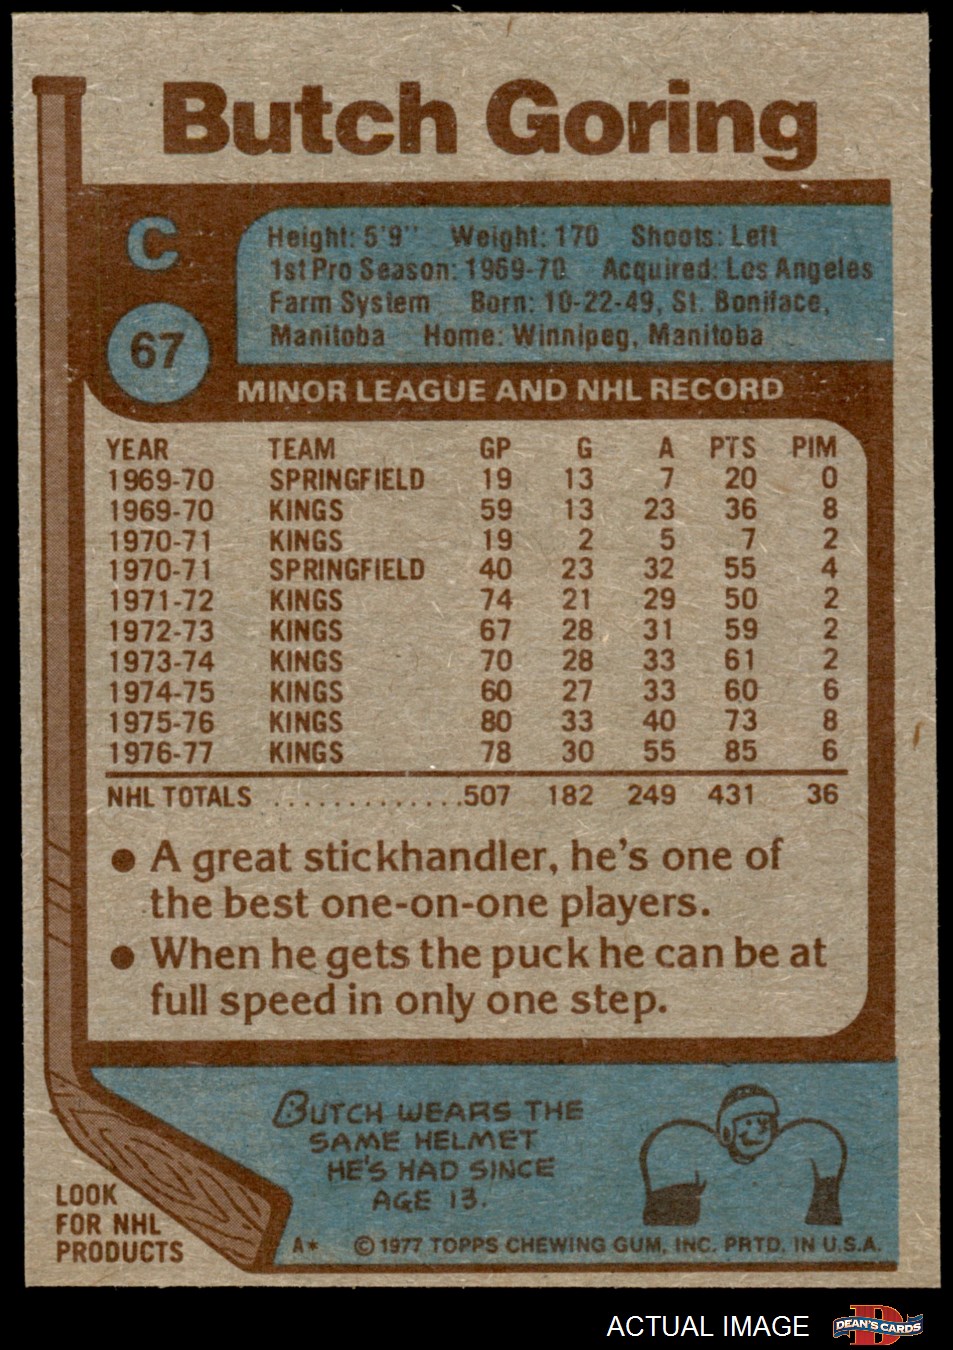 Butch Goring
C
67
Height: 5'9" Weight: 170 Shoots: Left
1st Pro Season: 1969-70 Acquired: Los Angeles
Farm System Born: 10-22-49, St. Boniface,
Manitoba Home: Winnipeg, Manitoba
MINOR LEAGUE AND NHL RECORD
YEAR TEAM GP G A PTS PIM
1969-70 SPRINGFIELD 19 13 7 20 0
1969-70 KINGS 59 13 23 36 8
1970-71 KINGS 19 2 5 7 2
1970-71 SPRINGFIELD 40 23 32 55 4
1971-72 KINGS 74 21 29 50 2
1972-73 KINGS 67 28 31 59 2
1973-74 KINGS 70 28 33 61 2
1974-75 KINGS 60 27 33 60 6
1975-76 KINGS 80 33 40 73 8
1976-77 KINGS 78 30 55 85 6
NHL TOTALS .............507 182 249 431 36
● A great stickhandler, he's one of
the best one-on-one players.
● When he gets the puck he can be at
full speed in only one step.
BUTCH WEARS THE
SAME HELMET
HE'S HAD SINCE
AGE 13.
LOOK
FOR NHL
PRODUCTS
A* © 1977 TOPPS CHEWING GUM, INC. PRTD. IN U.S.A.
ACTUAL IMAGE
D
DEAN'S CARDS